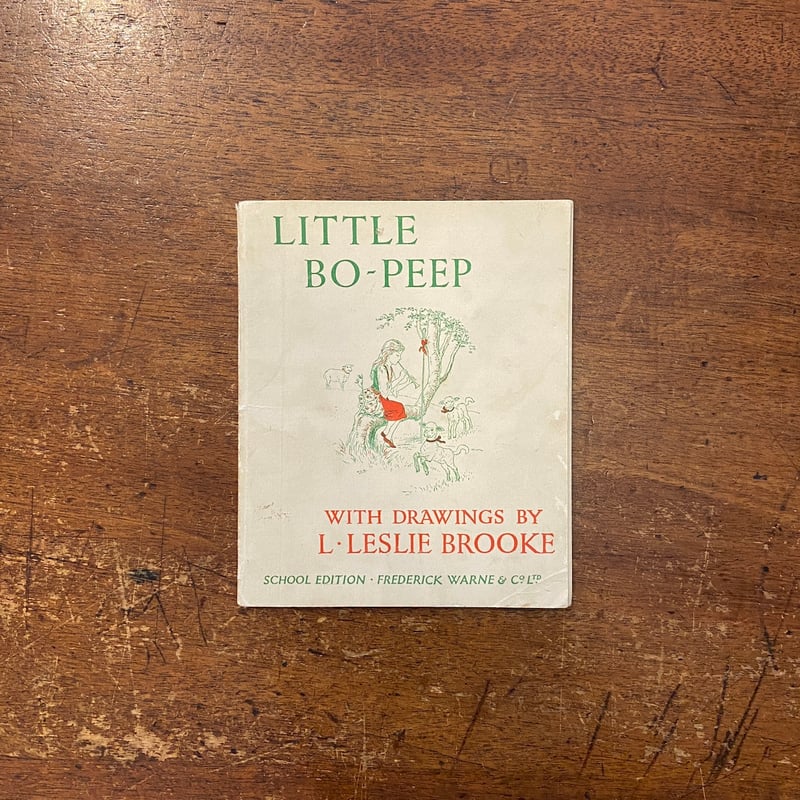 LITTLE
BO-PEEP
WITH DRAWINGS BY
L·LESLIE BROOKE
SCHOOL EDITION · FREDERICK WARNE & Cº LTD